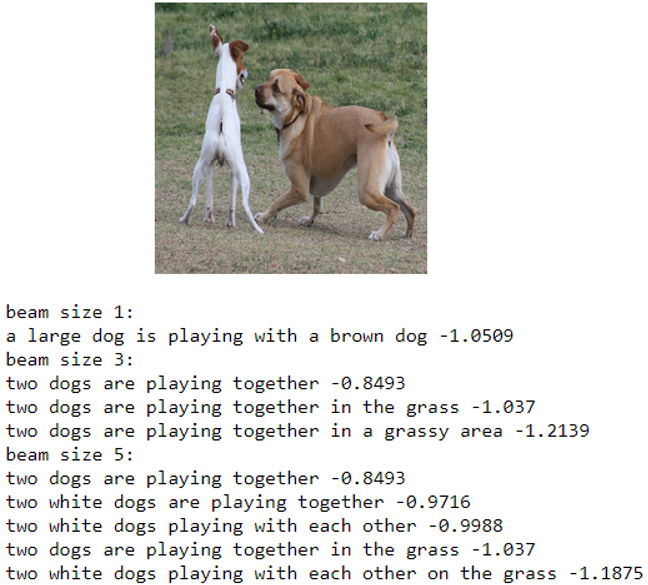 beam size 1:
a large dog is playing with a brown dog -1.0509
beam size 3:
two dogs are playing together -0.8493
two dogs are playing together in the grass -1.037
two dogs are playing together in a grassy area -1.2139
beam size 5:
two dogs are playing together -0.8493
two white dogs are playing together -0.9716
two white dogs playing with each other -0.9988
two dogs are playing together in the grass -1.037
two white dogs playing with each other on the grass -1.1875